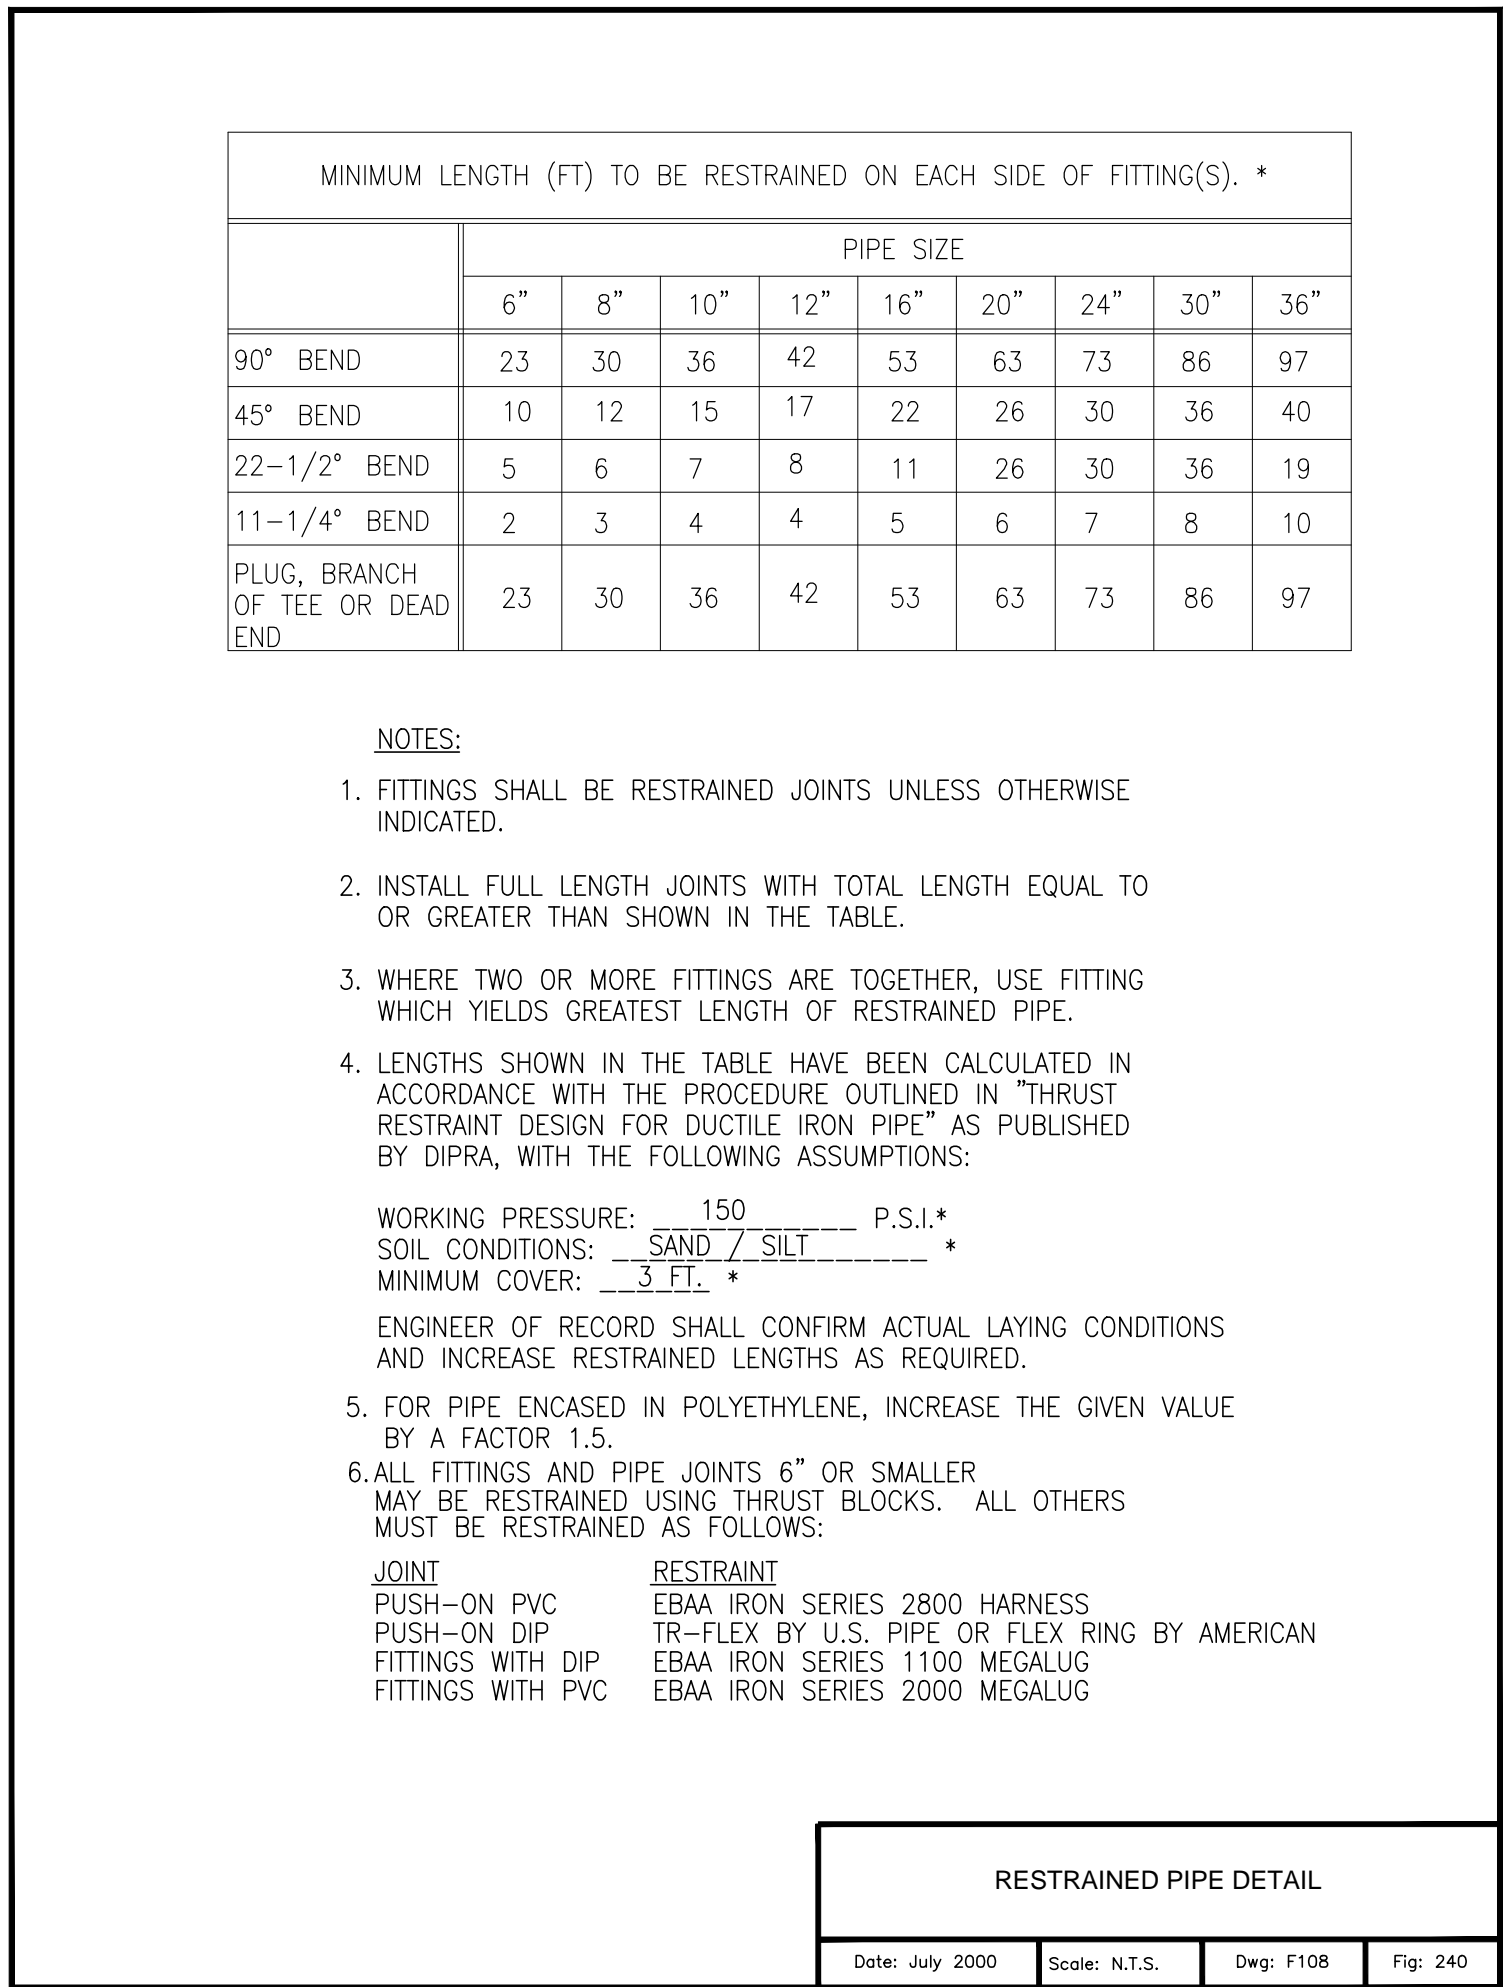 MINIMUM LENGTH (FT) TO BE RESTRAINED ON EACH SIDE OF FITTING(S). *
PIPE SIZE
6" 8" 10" 12" 16" 20" 24" 30" 36"
90° BEND 23 30 36 42 53 63 73 86 97
45° BEND 10 12 15 17 22 26 30 36 40
22-1/2° BEND 5 6 7 8 11 26 30 36 19
11-1/4° BEND 2 3 4 4 5 6 7 8 10
PLUG, BRANCH
OF TEE OR DEAD
END
23 30 36 42 53 63 73 86 97
NOTES:
1. FITTINGS SHALL BE RESTRAINED JOINTS UNLESS OTHERWISE
INDICATED.
2. INSTALL FULL LENGTH JOINTS WITH TOTAL LENGTH EQUAL TO
OR GREATER THAN SHOWN IN THE TABLE.
3. WHERE TWO OR MORE FITTINGS ARE TOGETHER, USE FITTING
WHICH YIELDS GREATEST LENGTH OF RESTRAINED PIPE.
4. LENGTHS SHOWN IN THE TABLE HAVE BEEN CALCULATED IN
ACCORDANCE WITH THE PROCEDURE OUTLINED IN "THRUST
RESTRAINT DESIGN FOR DUCTILE IRON PIPE" AS PUBLISHED
BY DIPRA, WITH THE FOLLOWING ASSUMPTIONS:
WORKING PRESSURE: 150 P.S.I.*
SOIL CONDITIONS: SAND / SILT *
MINIMUM COVER: 3 FT. *
ENGINEER OF RECORD SHALL CONFIRM ACTUAL LAYING CONDITIONS
AND INCREASE RESTRAINED LENGTHS AS REQUIRED.
5. FOR PIPE ENCASED IN POLYETHYLENE, INCREASE THE GIVEN VALUE
BY A FACTOR 1.5.
6. ALL FITTINGS AND PIPE JOINTS 6" OR SMALLER
MAY BE RESTRAINED USING THRUST BLOCKS. ALL OTHERS
MUST BE RESTRAINED AS FOLLOWS:
JOINT RESTRAINT
PUSH-ON PVC EBAA IRON SERIES 2800 HARNESS
PUSH-ON DIP TR-FLEX BY U.S. PIPE OR FLEX RING BY AMERICAN
FITTINGS WITH DIP EBAA IRON SERIES 1100 MEGALUG
FITTINGS WITH PVC EBAA IRON SERIES 2000 MEGALUG
RESTRAINED PIPE DETAIL
Date: July 2000 Scale: N.T.S. Dwg: F108 Fig: 240